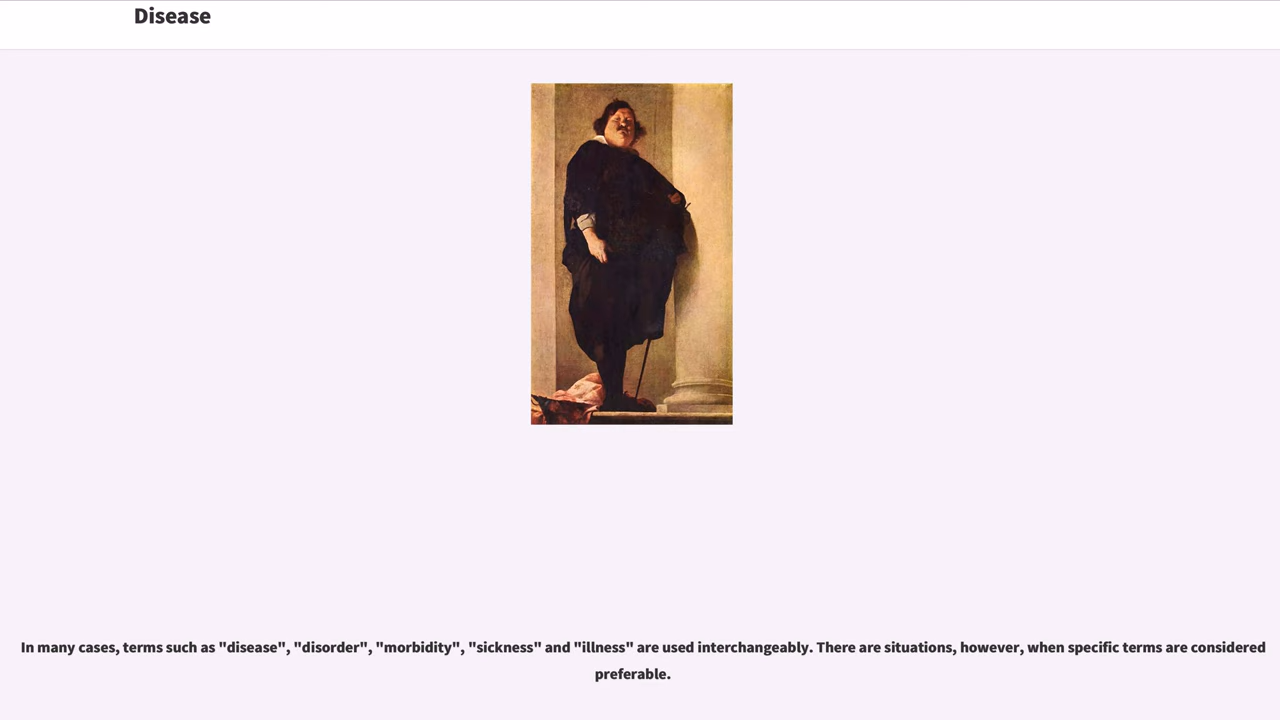 Disease
In many cases, terms such as "disease", "disorder", "morbidity", "sickness" and "illness" are used interchangeably. There are situations, however, when specific terms are considered
preferable.